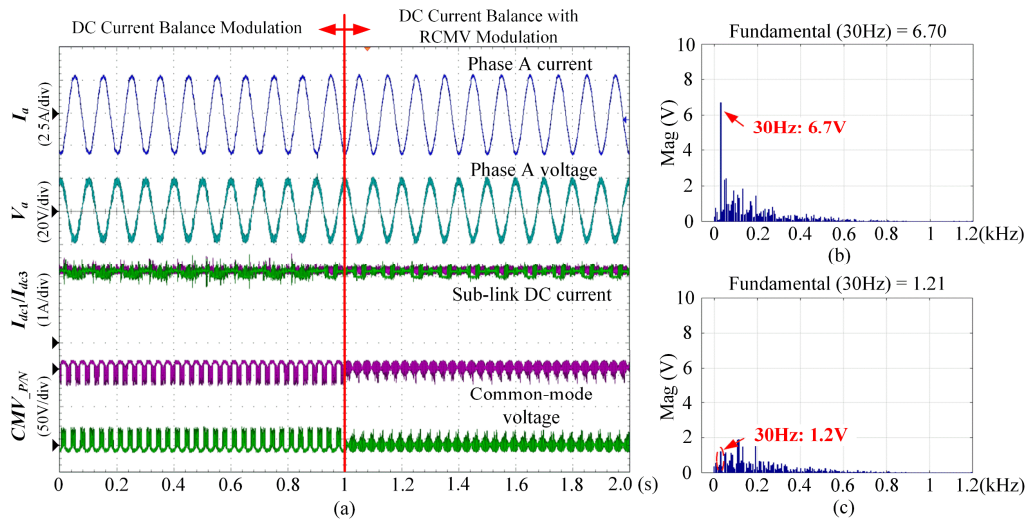 DC Current Balance Modulation
DC Current Balance with
RCMV Modulation
Phase A current
I_a
(2.5A/div)
Phase A voltage
V_a
(20V/div)
I_dc1/I_dc3
(1A/div)
Sub-link DC current
CMV_P/N
(50V/div)
Common-mode
voltage
0 0.2 0.4 0.6 0.8 1 1.2 1.4 1.6 1.8 2.0 (s)
(a)
Fundamental (30Hz) = 6.70
10
8
6
4
2
0
Mag (V)
30Hz: 6.7V
0 0.2 0.4 0.6 0.8 1 1.2(kHz)
(b)
Fundamental (30Hz) = 1.21
10
8
6
4
2
0
Mag (V)
30Hz: 1.2V
0 0.2 0.4 0.6 0.8 1 1.2(kHz)
(c)